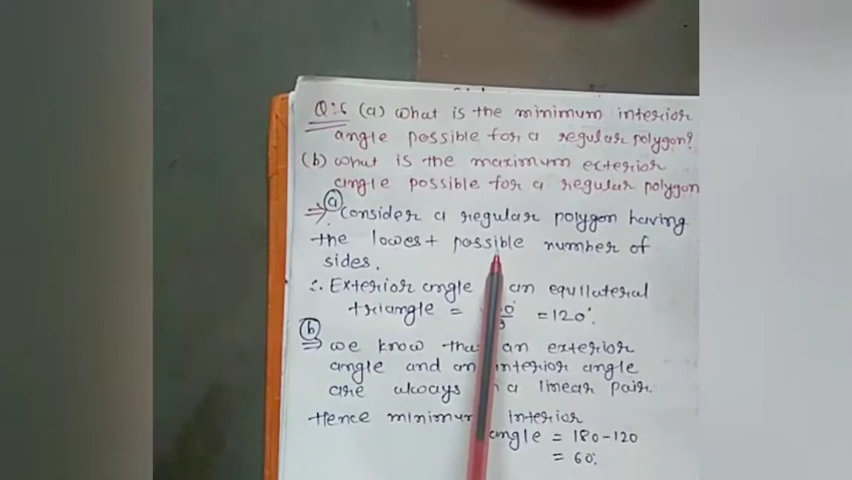 Q:6 (a) What is the minimum interior
angle possible for a regular polygon?
(b) what is the maximum exterior
angle possible for a regular polygon
(a)
⇒ Consider a regular polygon having
the lowest possible number of
sides.
∴ Exterior angle an equllateral
triangle = = 120°.
(b)
⇒ we know an exterior
angle and an interior angle
are always a linear pair.
Hence minimum interior
angle = 180-120
= 60°.